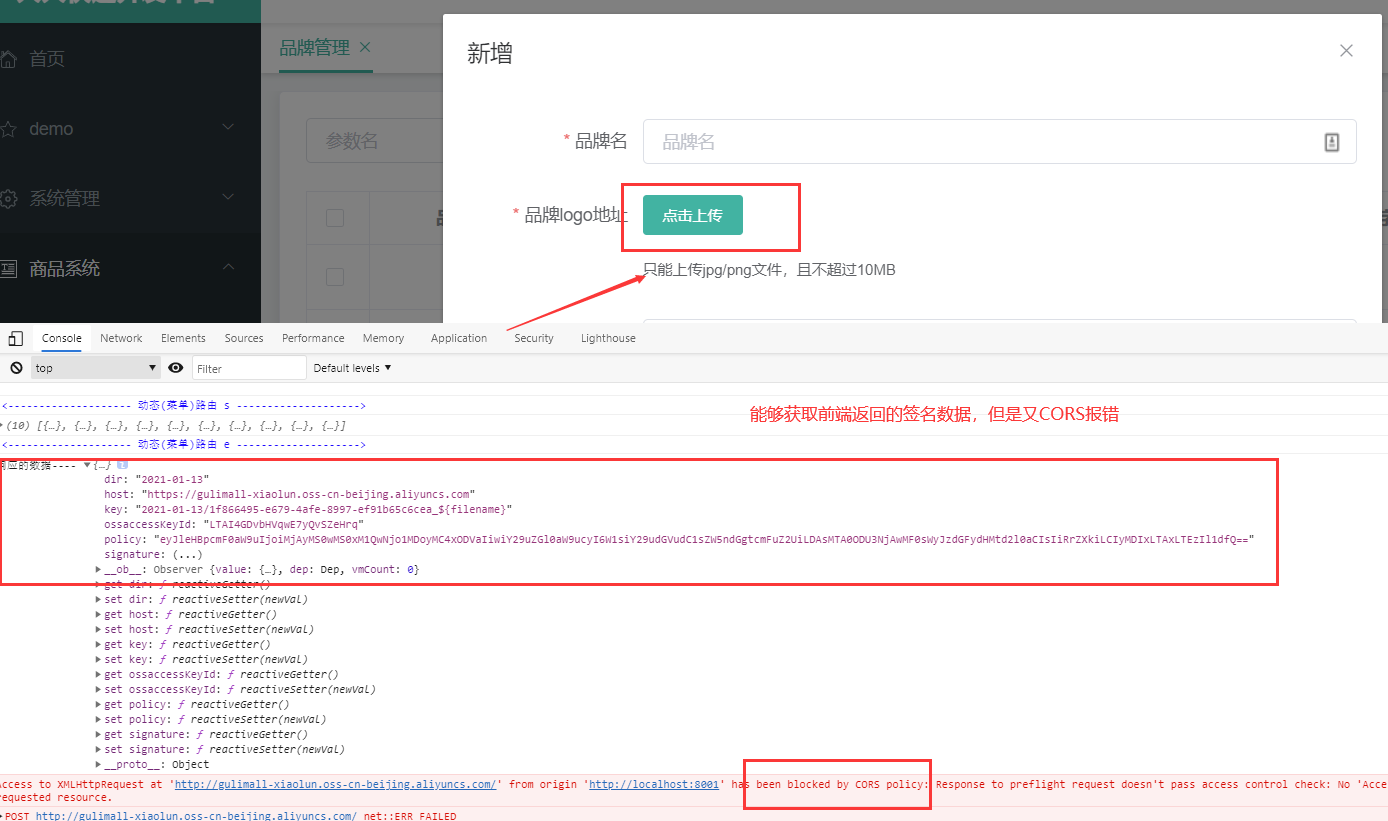 品牌管理 ×
新增
首页
demo
系统管理
商品系统
参数名
* 品牌名
品牌名
* 品牌logo地址
点击上传
只能上传jpg/png文件，且不超过10MB
Console Network Elements Sources Performance Memory Application Security Lighthouse
top
Filter
Default levels
<-------------------- 动态(菜单)路由 s -------------------->
(10) [{…}, {…}, {…}, {…}, {…}, {…}, {…}, {…}, {…}, {…}]
<-------------------- 动态(菜单)路由 e -------------------->
能够获取前端返回的签名数据，但是又CORS报错
响应的数据---- ▼{…}
dir: "2021-01-13"
host: "https://gulimall-xiaolun.oss-cn-beijing.aliyuncs.com"
key: "2021-01-13/1f866495-e679-4afe-8997-ef91b65c6cea_${filename}"
ossaccessKeyId: "LTAI4GDvbHVqwE7yQvSZeHrq"
policy: "eyJleHBpcmF0aW9uIjoiMjAyMS0wMS0xM1QwNjo1MDoyMC4xODVaIiwiY29uZGl0aW9ucyI6W1siY29udGVudC1sZW5ndGgtcmFuZ2UiLDAsMTA0ODU3NjAwMF0sWyJzdGFydHMtd2l0aCIsIiRrZXkiLCIyMDIxLTAxLTEzIl1dfQ=="
signature: (...)
▶__ob__: Observer {value: {…}, dep: Dep, vmCount: 0}
▶get dir: ƒ reactiveGetter()
▶set dir: ƒ reactiveSetter(newVal)
▶get host: ƒ reactiveGetter()
▶set host: ƒ reactiveSetter(newVal)
▶get key: ƒ reactiveGetter()
▶set key: ƒ reactiveSetter(newVal)
▶get ossaccessKeyId: ƒ reactiveGetter()
▶set ossaccessKeyId: ƒ reactiveSetter(newVal)
▶get policy: ƒ reactiveGetter()
▶set policy: ƒ reactiveSetter(newVal)
▶get signature: ƒ reactiveGetter()
▶set signature: ƒ reactiveSetter(newVal)
▶__proto__: Object
Access to XMLHttpRequest at 'http://gulimall-xiaolun.oss-cn-beijing.aliyuncs.com/' from origin 'http://localhost:8001' has been blocked by CORS policy: Response to preflight request doesn't pass access control check: No 'Acce
requested resource.
▶POST http://gulimall-xiaolun.oss-cn-beijing.aliyuncs.com/ net::ERR_FAILED